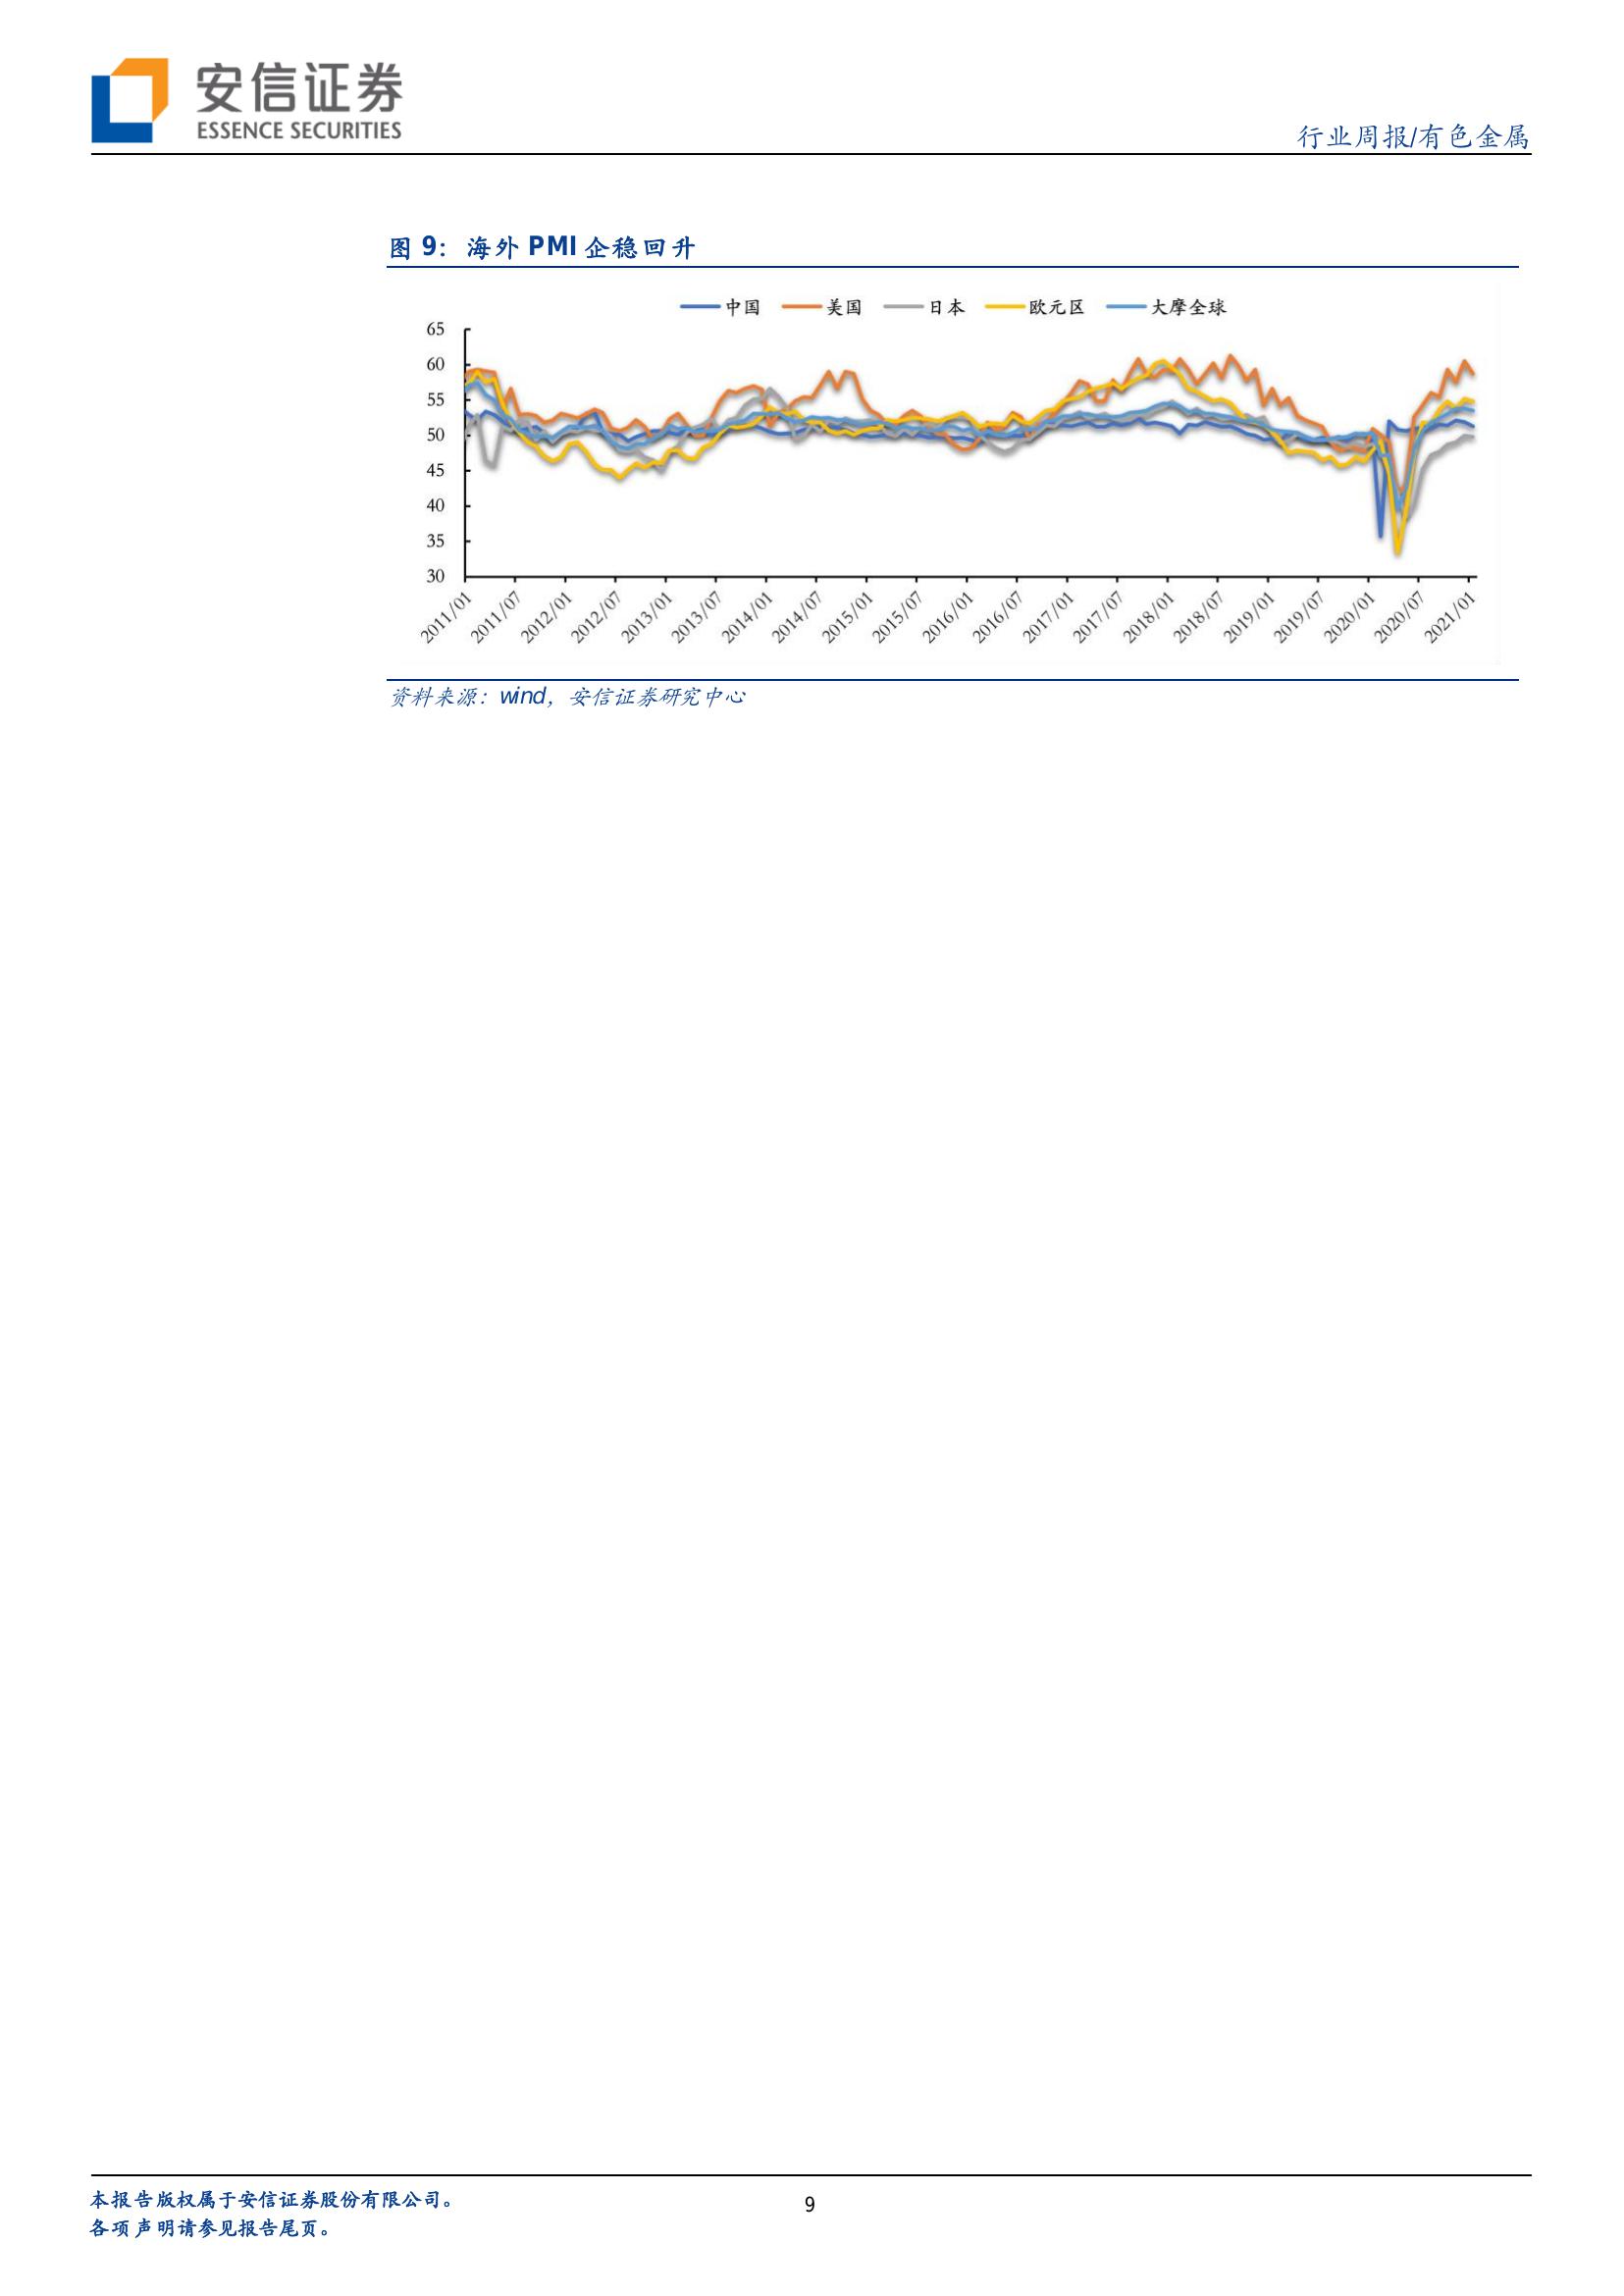 安信证券
ESSENCE SECURITIES
行业周报/有色金属
图 9：海外 PMI 企稳回升
中国 美国 日本 欧元区 大摩全球
65
60
55
50
45
40
35
30
2011/01 2011/07 2012/01 2012/07 2013/01 2013/07 2014/01 2014/07 2015/01 2015/07 2016/01 2016/07 2017/01 2017/07 2018/01 2018/07 2019/01 2019/07 2020/01 2020/07 2021/01
资料来源：wind，安信证券研究中心
本报告版权属于安信证券股份有限公司。
各项声明请参见报告尾页。
9